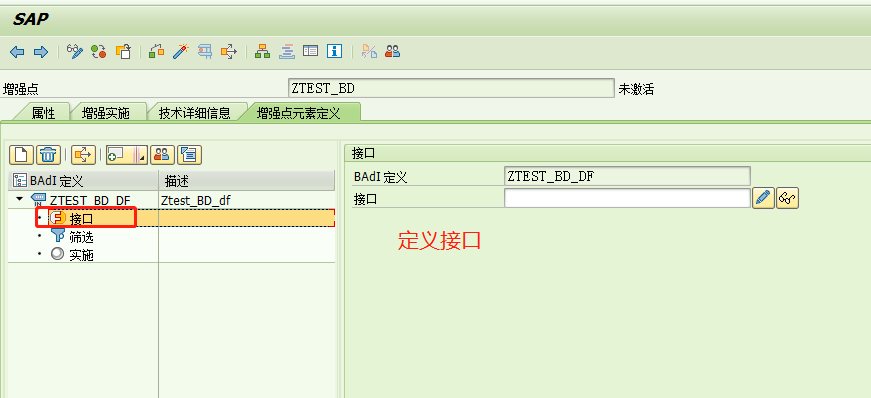 SAP
增强点 ZTEST_BD 未激活
属性 增强实施 技术详细信息 增强点元素定义
接口
BAdI 定义 描述
BAdI 定义 ZTEST_BD_DF
ZTEST_BD_DF Ztest_BD_df
接口
接口
筛选
实施
定义接口